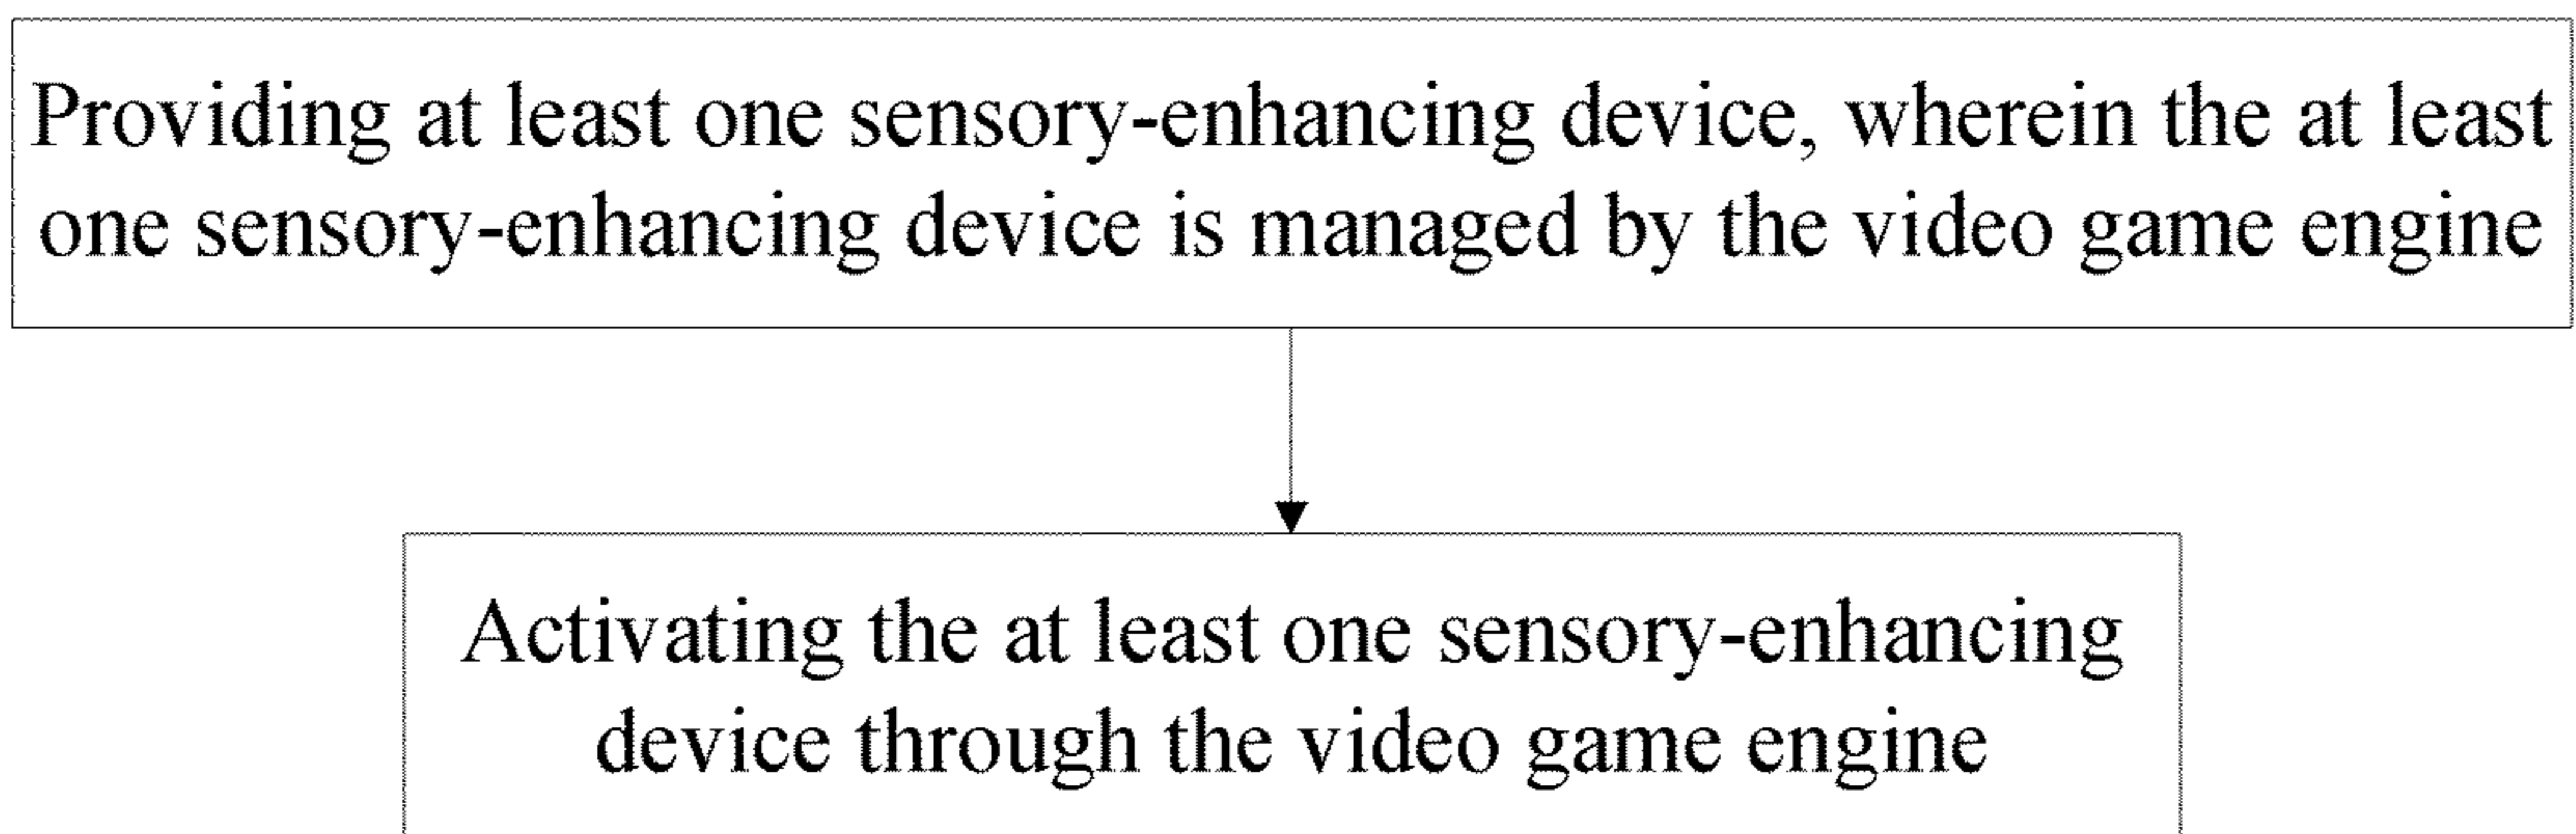 Providing at least one sensory-enhancing device, wherein the at least
one sensory-enhancing device is managed by the video game engine
Activating the at least one sensory-enhancing
device through the video game engine